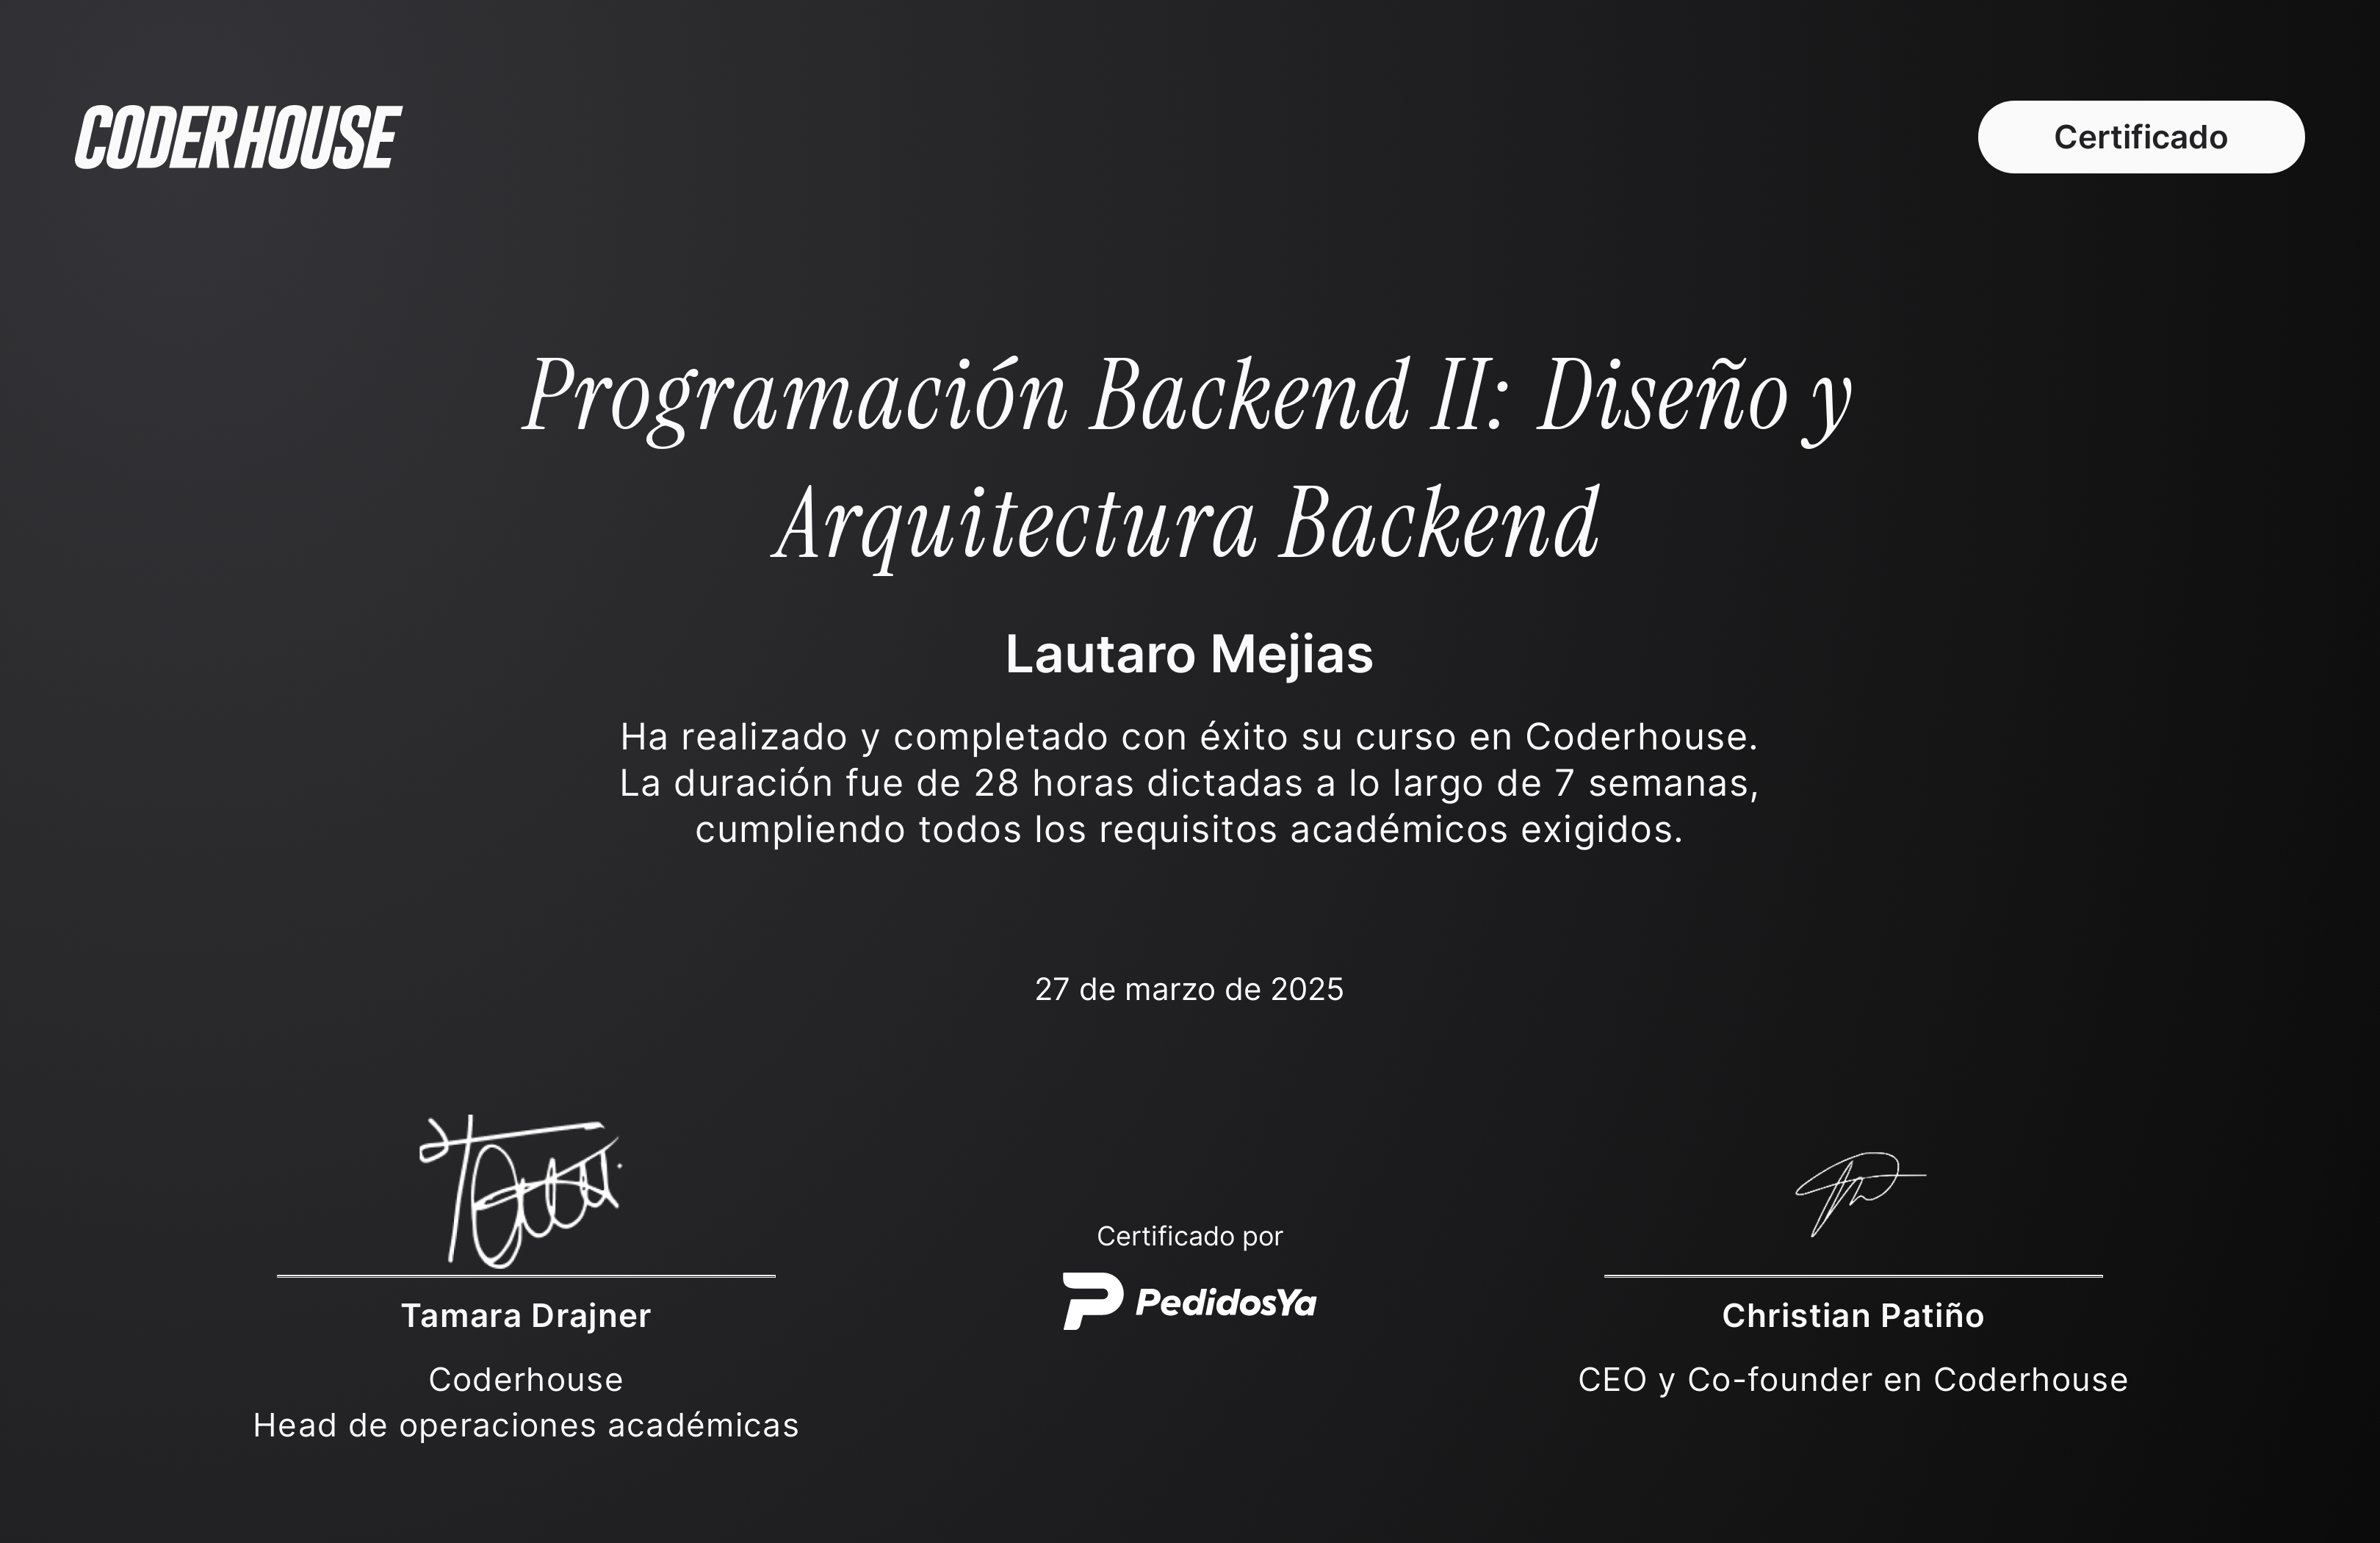 CODERHOUSE
Certificado
Programación Backend II: Diseño y
Arquitectura Backend
Lautaro Mejias
Ha realizado y completado con éxito su curso en Coderhouse.
La duración fue de 28 horas dictadas a lo largo de 7 semanas,
cumpliendo todos los requisitos académicos exigidos.
27 de marzo de 2025
Certificado por
PedidosYa
Tamara Drajner
Coderhouse
Head de operaciones académicas
Christian Patiño
CEO y Co-founder en Coderhouse